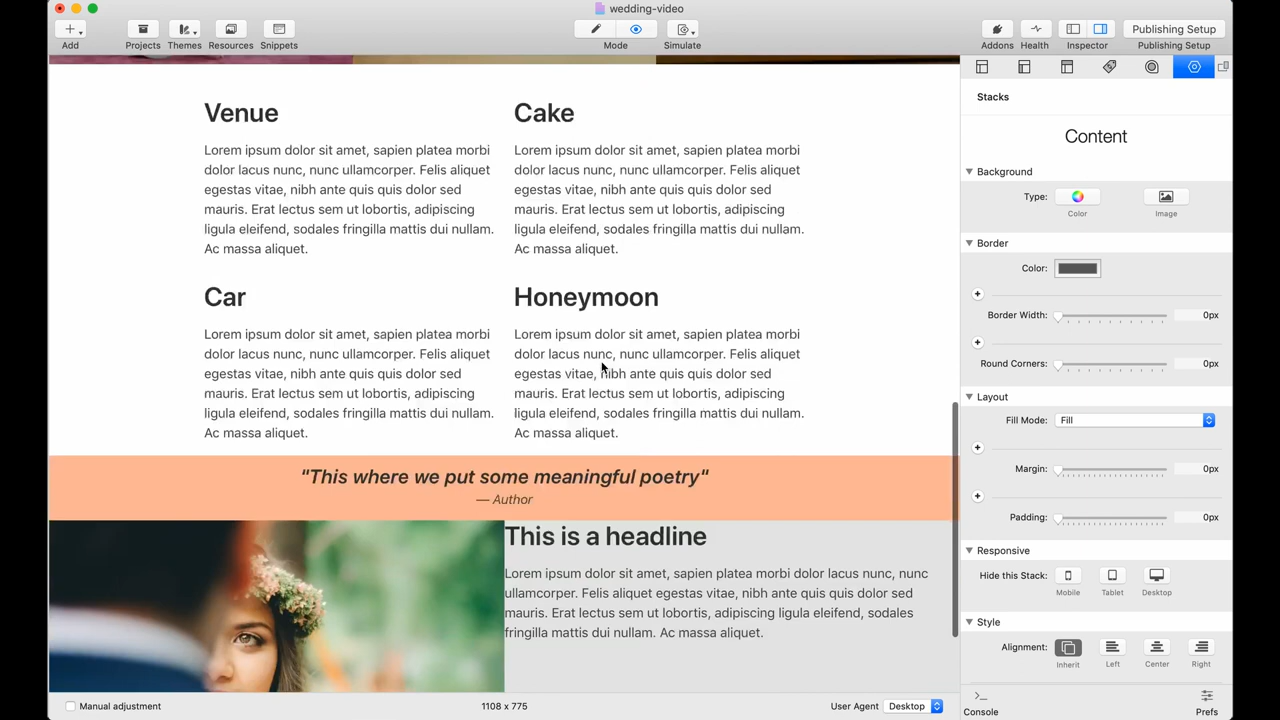 wedding-video
Add
Projects
Themes
Resources
Snippets
Mode
Simulate
Addons
Health
Inspector
Publishing Setup
Publishing Setup
Stacks
Content
Background
Type:
Color
Image
Border
Color:
Border Width:
0px
Round Corners:
0px
Layout
Fill Mode:
Fill
Margin:
0px
Padding:
0px
Responsive
Hide this Stack:
Mobile
Tablet
Desktop
Style
Alignment:
Inherit
Left
Center
Right
Console
Prefs
Venue
Lorem ipsum dolor sit amet, sapien platea morbi
dolor lacus nunc, nunc ullamcorper. Felis aliquet
egestas vitae, nibh ante quis quis dolor sed
mauris. Erat lectus sem ut lobortis, adipiscing
ligula eleifend, sodales fringilla mattis dui nullam.
Ac massa aliquet.
Cake
Lorem ipsum dolor sit amet, sapien platea morbi
dolor lacus nunc, nunc ullamcorper. Felis aliquet
egestas vitae, nibh ante quis quis dolor sed
mauris. Erat lectus sem ut lobortis, adipiscing
ligula eleifend, sodales fringilla mattis dui nullam.
Ac massa aliquet.
Car
Lorem ipsum dolor sit amet, sapien platea morbi
dolor lacus nunc, nunc ullamcorper. Felis aliquet
egestas vitae, nibh ante quis quis dolor sed
mauris. Erat lectus sem ut lobortis, adipiscing
ligula eleifend, sodales fringilla mattis dui nullam.
Ac massa aliquet.
Honeymoon
Lorem ipsum dolor sit amet, sapien platea morbi
dolor lacus nunc, nunc ullamcorper. Felis aliquet
egestas vitae, nibh ante quis quis dolor sed
mauris. Erat lectus sem ut lobortis, adipiscing
ligula eleifend, sodales fringilla mattis dui nullam.
Ac massa aliquet.
"This where we put some meaningful poetry"
— Author
This is a headline
Lorem ipsum dolor sit amet, sapien platea morbi dolor lacus nunc, nunc
ullamcorper. Felis aliquet egestas vitae, nibh ante quis quis dolor sed
mauris. Erat lectus sem ut lobortis, adipiscing ligula eleifend, sodales
fringilla mattis dui nullam. Ac massa aliquet.
Manual adjustment
1108 x 775
User Agent
Desktop